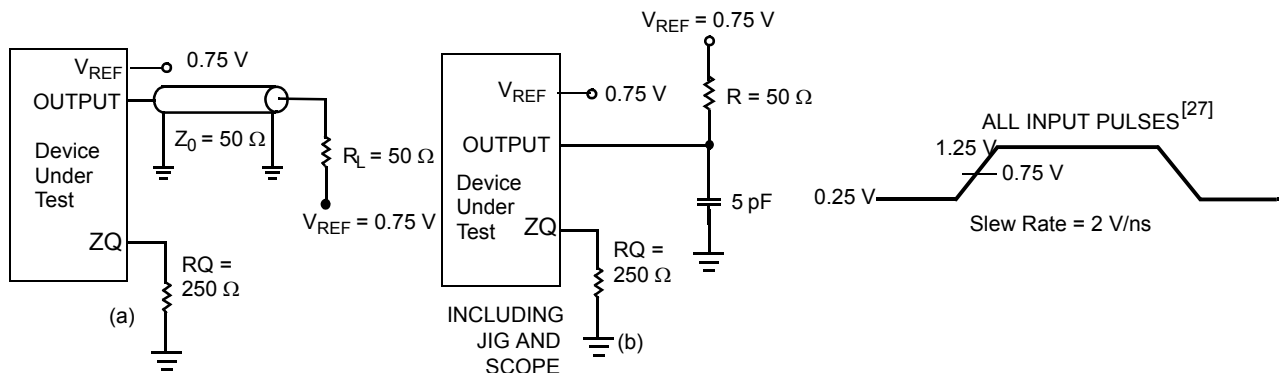 V_REF
0.75 V
OUTPUT
Z_0 = 50 Ω
Device
Under
Test
R_L = 50 Ω
V_REF = 0.75 V
ZQ
RQ =
250 Ω
(a)
V_REF = 0.75 V
V_REF
0.75 V
R = 50 Ω
OUTPUT
Device
Under
Test
5 pF
ZQ
RQ =
250 Ω
INCLUDING
JIG AND
SCOPE
(b)
ALL INPUT PULSES[27]
1.25 V
0.75 V
0.25 V
Slew Rate = 2 V/ns